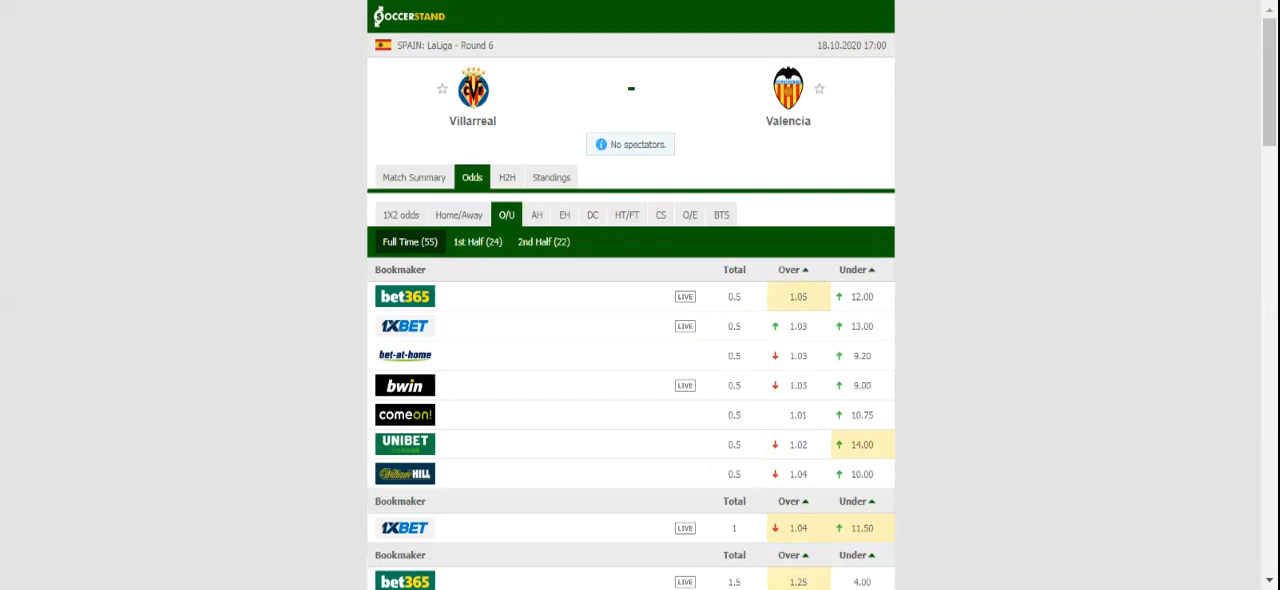 SOCCERSTAND
SPAIN: LaLiga - Round 6 18.10.2020 17:00
Villarreal - Valencia
No spectators.
Match Summary Odds H2H Standings
1X2 odds Home/Away O/U AH EH DC HT/FT CS O/E BTS
Full Time (55) 1st Half (24) 2nd Half (22)
Bookmaker Total Over Under
bet365 LIVE 0.5 1.05 12.00
1XBET LIVE 0.5 1.03 13.00
bet-at-home 0.5 1.03 9.20
bwin LIVE 0.5 1.03 9.00
comeon! 0.5 1.01 10.75
UNIBET 0.5 1.02 14.00
William HILL 0.5 1.04 10.00
Bookmaker Total Over Under
1XBET LIVE 1 1.04 11.50
Bookmaker Total Over Under
bet365 LIVE 1.5 1.25 4.00